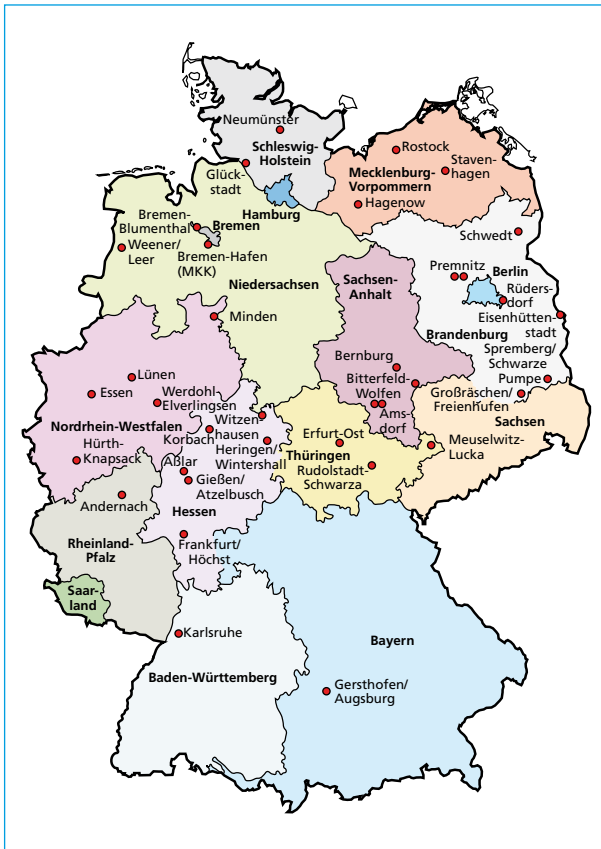 Neumünster
Schleswig-
Holstein
Rostock
Staven-
hagen
Mecklenburg-
Vorpommern
Hagenow
Glück-
stadt
Hamburg
Bremen-
Blumenthal
Bremen
Weener/
Leer
Bremen-Hafen
(MKK)
Niedersachsen
Schwedt
Premnitz
Berlin
Rüders-
dorf
Eisenhütten-
stadt
Brandenburg
Spremberg/
Schwarze
Pumpe
Sachsen-
Anhalt
Minden
Bernburg
Bitterfeld-
Wolfen
Ams-
dorf
Großräschen/
Freienhufen
Sachsen
Lünen
Essen
Werdohl-
Elverlingsen
Nordrhein-Westfalen
Hürth-
Knapsack
Witzen-
hausen
Korbach
Heringen/
Wintershall
Aßlar
Gießen/
Atzelbusch
Hessen
Erfurt-Ost
Thüringen
Rudolstadt-
Schwarza
Meuselwitz-
Lucka
Andernach
Rheinland-
Pfalz
Frankfurt/
Höchst
Saar-
land
Karlsruhe
Baden-Württemberg
Bayern
Gersthofen/
Augsburg